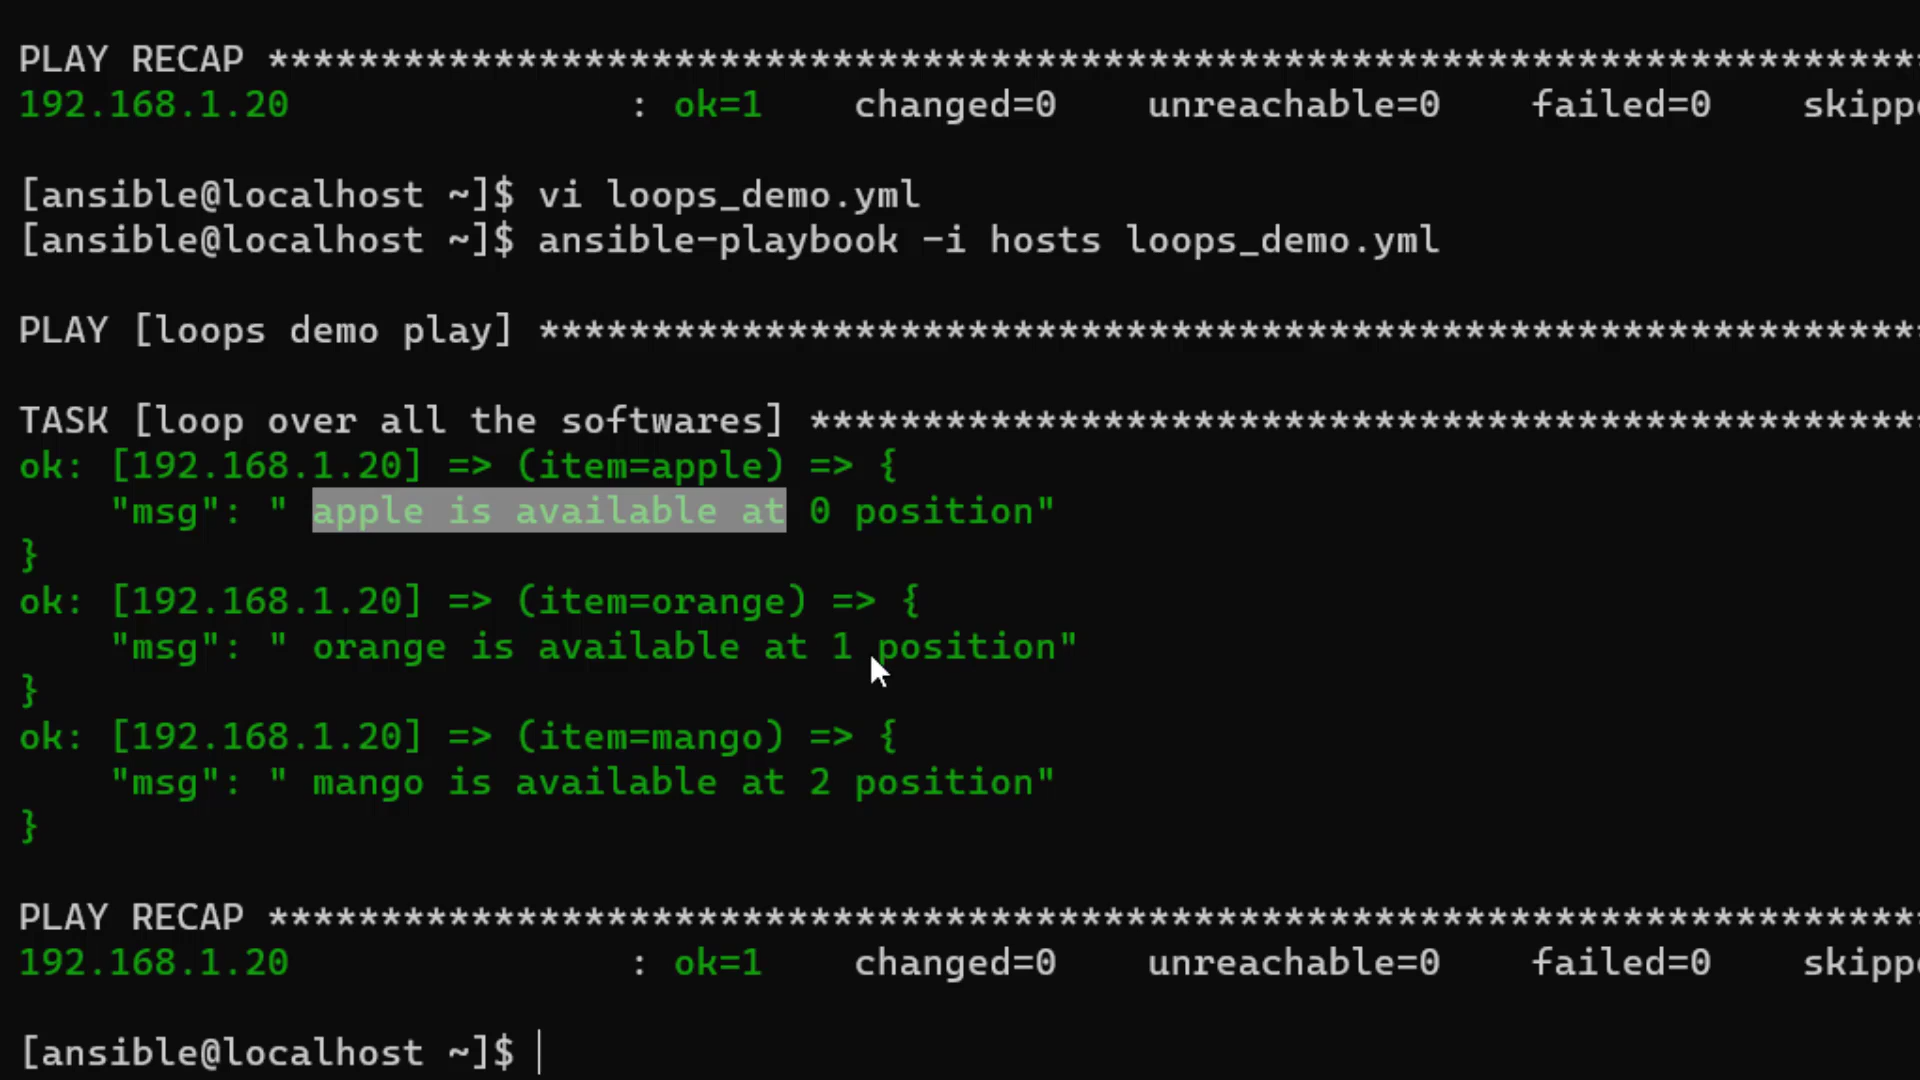 PLAY RECAP *************************************************************************
192.168.1.20 : ok=1 changed=0 unreachable=0 failed=0 skipp
[ansible@localhost ~]$ vi loops_demo.yml
[ansible@localhost ~]$ ansible-playbook -i hosts loops_demo.yml
PLAY [loops demo play] *************************************************************
TASK [loop over all the softwares] *************************************************
ok: [192.168.1.20] => (item=apple) => {
"msg": " apple is available at 0 position"
}
ok: [192.168.1.20] => (item=orange) => {
"msg": " orange is available at 1 position"
}
ok: [192.168.1.20] => (item=mango) => {
"msg": " mango is available at 2 position"
}
PLAY RECAP *************************************************************************
192.168.1.20 : ok=1 changed=0 unreachable=0 failed=0 skipp
[ansible@localhost ~]$